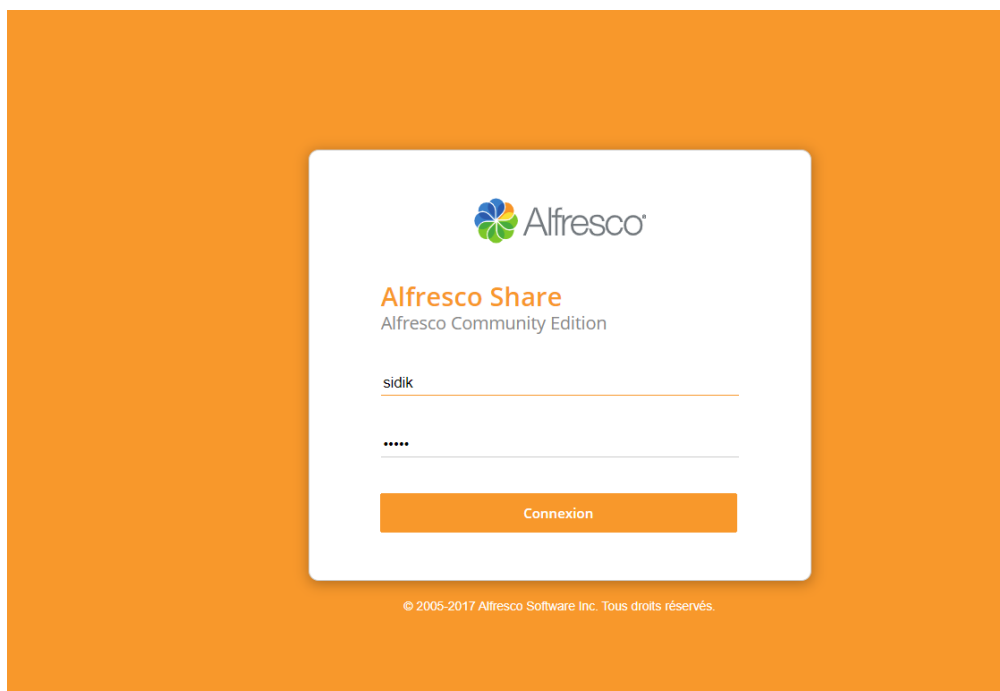 Alfresco
Alfresco Share
Alfresco Community Edition
sidik
•••••
Connexion
© 2005-2017 Alfresco Software Inc. Tous droits réservés.